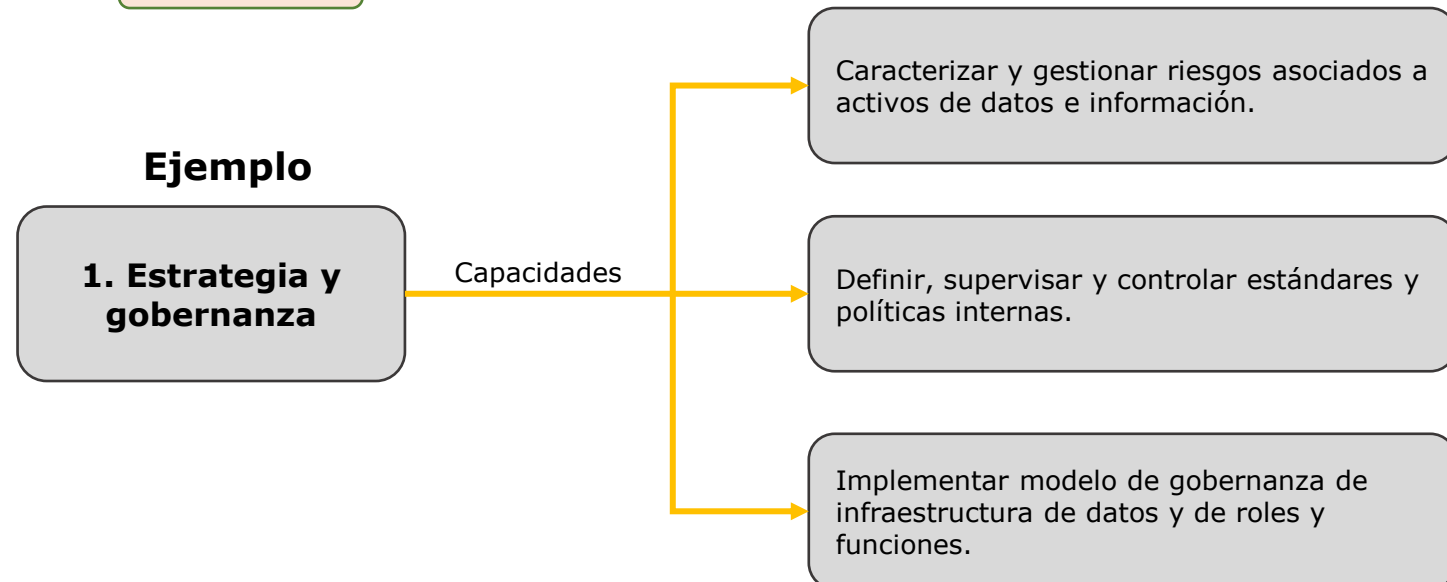 Ejemplo
1. Estrategia y
gobernanza
Capacidades
Caracterizar y gestionar riesgos asociados a
activos de datos e información.
Definir, supervisar y controlar estándares y
políticas internas.
Implementar modelo de gobernanza de
infraestructura de datos y de roles y
funciones.